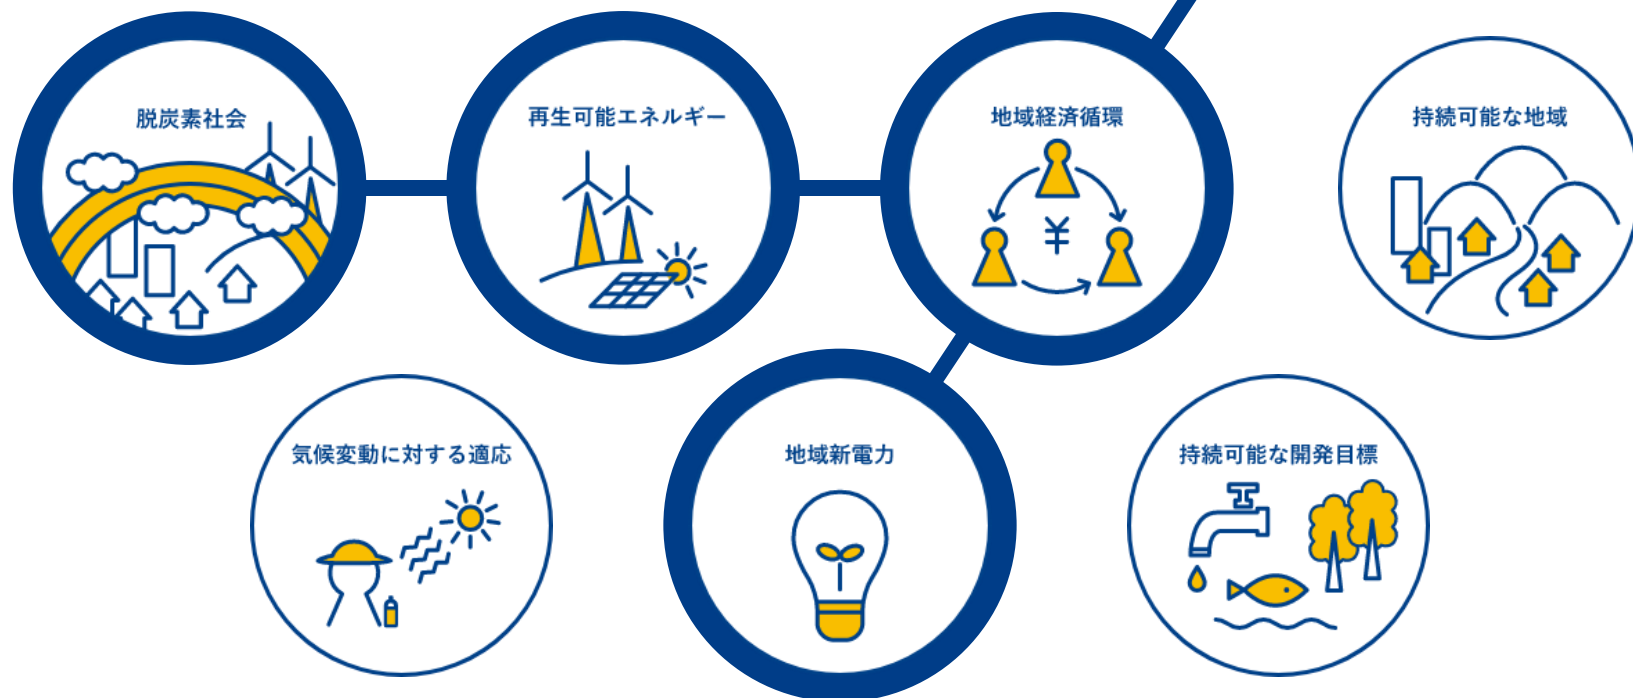 脱炭素社会
再生可能エネルギー
地域経済循環
¥
持続可能な地域
気候変動に対する適応
地域新電力
持続可能な開発目標